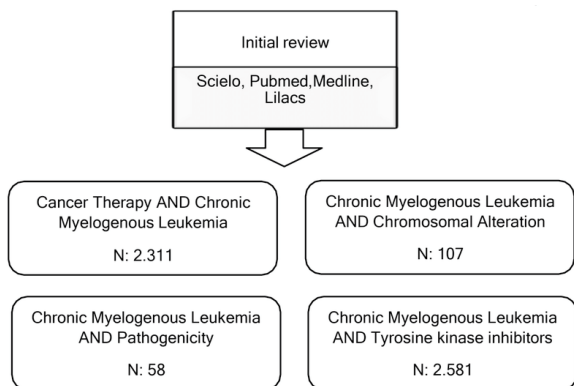 Initial review
Scielo, Pubmed,Medline,
Lilacs
Cancer Therapy AND Chronic
Myelogenous Leukemia
N: 2.311
Chronic Myelogenous Leukemia
AND Chromosomal Alteration
N: 107
Chronic Myelogenous Leukemia
AND Pathogenicity
N: 58
Chronic Myelogenous Leukemia
AND Tyrosine kinase inhibitors
N: 2.581